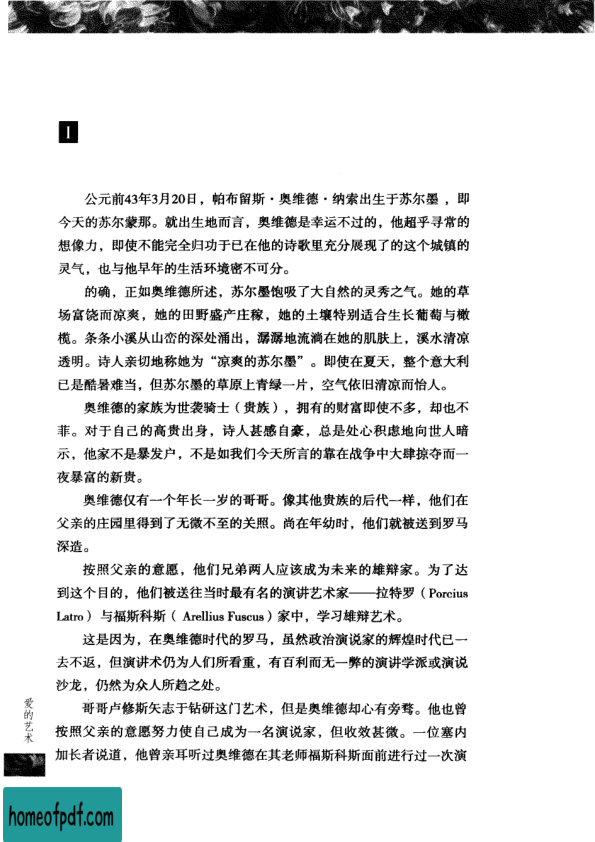 I
公元前43年3月20日，帕布留斯·奥维德·纳索出生于苏尔墨，即
今天的苏尔蒙那。就出生地而言，奥维德是幸运不过的，他超乎寻常的
想像力，即使不能完全归功于已在他的诗歌里充分展现了的这个城镇的
灵气，也与他早年的生活环境密不可分。
的确，正如奥维德所述，苏尔墨饱吸了大自然的灵秀之气。她的草
场富饶而凉爽，她的田野盛产庄稼，她的土壤特别适合生长葡萄与橄
榄。条条小溪从山峦的深处涌出，潺潺地流淌在她的肌肤上，溪水清凉
透明。诗人亲切地称她为“凉爽的苏尔墨”。即使在夏天，整个意大利
已是酷暑难当，但苏尔墨的草原上青绿一片，空气依旧清凉而怡人。
奥维德的家族为世袭骑士（贵族），拥有的财富即使不多，却也不
菲。对于自己的高贵出身，诗人甚感自豪，总是处心积虑地向世人暗
示，他家不是暴发户，不是如我们今天所言的靠在战争中大肆掠夺而一
夜暴富的新贵。
奥维德仅有一个年长一岁的哥哥。像其他贵族的后代一样，他们在
父亲的庄园里得到了无微不至的关照。尚在年幼时，他们就被送到罗马
深造。
按照父亲的意愿，他们兄弟两人应该成为未来的雄辩家。为了达
到这个目的，他们被送往当时最有名的演讲艺术家——拉特罗（Porcius
Latro）与福斯科斯（Arellius Fuscus）家中，学习雄辩艺术。
这是因为，在奥维德时代的罗马，虽然政治演说家的辉煌时代已一
去不返，但演讲术仍为人们所看重，有百利而无一弊的演讲学派或演说
沙龙，仍然为众人所趋之处。
哥哥卢修斯矢志于钻研这门艺术，但是奥维德却心有旁骛。他也曾
按照父亲的意愿努力使自己成为一名演说家，但收效甚微。一位塞内
加长者说道，他曾亲耳听过奥维德在其老师福斯科斯面前进行过一次演
爱的艺术
homeofpdf.com